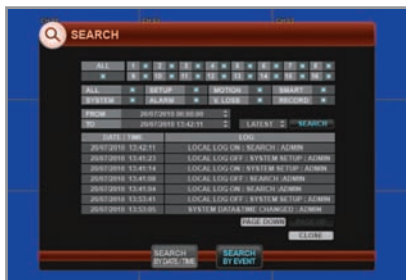 SEARCH
ALL 1 2 3 4 5 6 7 8
9 10 11 12 13 14 15 16
ALL SETUP MOTION SMART
SYSTEM ALARM V.LOSS RECORD
FROM 20/07/2010 00:00:00
TO 20/07/2010 13:42:11 LATEST SEARCH
DATE / TIME LOG
20/07/2010 13:42:11 LOCAL LOG ON : SEARCH : ADMIN
20/07/2010 13:41:23 LOCAL LOG OFF : SYSTEM SETUP : ADMIN
20/07/2010 13:41:14 LOCAL LOG ON : SYSTEM SETUP : ADMIN
20/07/2010 13:41:08 LOCAL LOG OFF : SEARCH : ADMIN
20/07/2010 13:41:04 LOCAL LOG ON : SEARCH : ADMIN
20/07/2010 13:53:41 LOCAL LOG OFF : SYSTEM SETUP : ADMIN
20/07/2010 13:53:05 SYSTEM DATA&TIME CHANGED : ADMIN
PAGE DOWN
CLOSE
SEARCH BY DATE / TIME
SEARCH BY EVENT